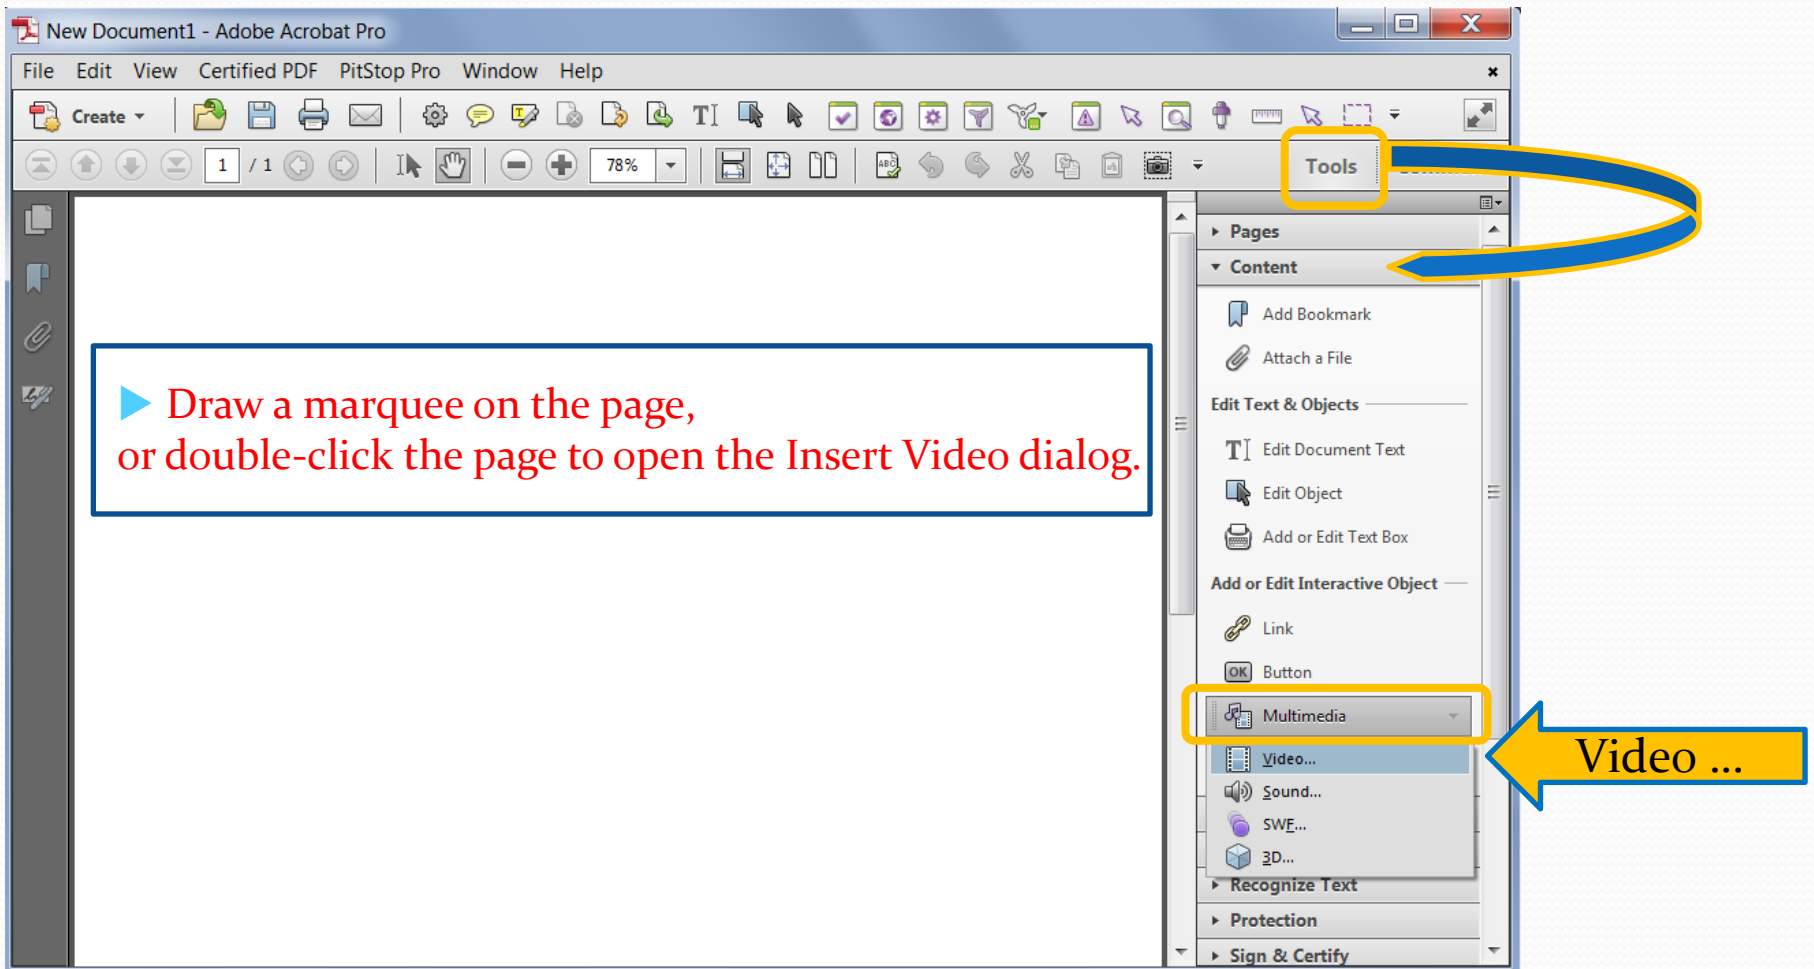 New Document1 - Adobe Acrobat Pro
File Edit View Certified PDF PitStop Pro Window Help
Create
1 / 1 78% ABC Tools
Pages
Content
Add Bookmark
Attach a File
Draw a marquee on the page,
or double-click the page to open the Insert Video dialog.
Edit Text & Objects
Edit Document Text
Edit Object
Add or Edit Text Box
Add or Edit Interactive Object
Link
OK Button
Multimedia
Video...
Video ...
Sound...
SWF...
3D...
Recognize Text
Protection
Sign & Certify